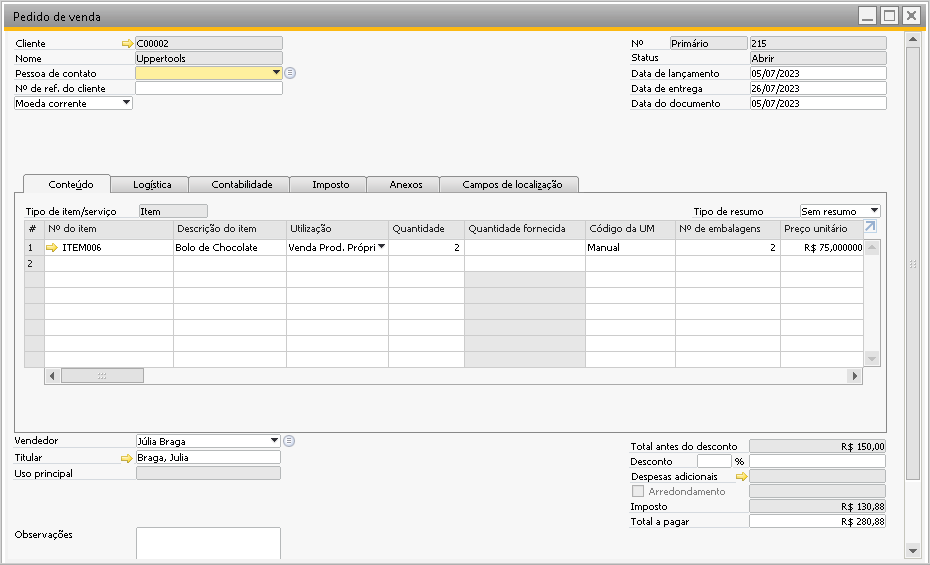 Pedido de venda
Cliente C00002 Nº Primário 215
Nome Uppertools Status Abrir
Pessoa de contato Data de lançamento 05/07/2023
Nº de ref. do cliente Data de entrega 26/07/2023
Moeda corrente Data do documento 05/07/2023
Conteúdo Logística Contabilidade Imposto Anexos Campos de localização
Tipo de item/serviço Item Tipo de resumo Sem resumo
# Nº do item Descrição do item Utilização Quantidade Quantidade fornecida Código da UM Nº de embalagens Preço unitário
1 ITEM006 Bolo de Chocolate Venda Prod. Própri 2 Manual 2 R$ 75,000000
2
Vendedor Júlia Braga Total antes do desconto R$ 150,00
Titular Braga, Julia Desconto %
Uso principal Despesas adicionais
Arredondamento
Imposto R$ 130,88
Total a pagar R$ 280,88
Observações